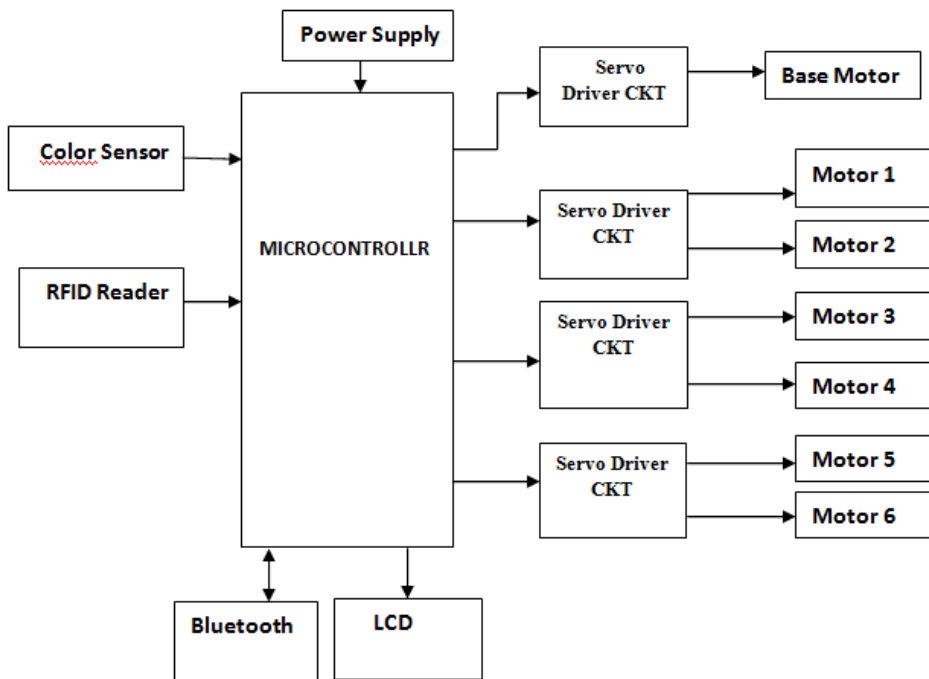 Power Supply
Servo
Driver CKT
Base Motor
Color Sensor
Motor 1
Servo Driver
CKT
MICROCONTROLLR
Motor 2
RFID Reader
Motor 3
Servo Driver
CKT
Motor 4
Servo Driver
CKT
Motor 5
Motor 6
Bluetooth
LCD